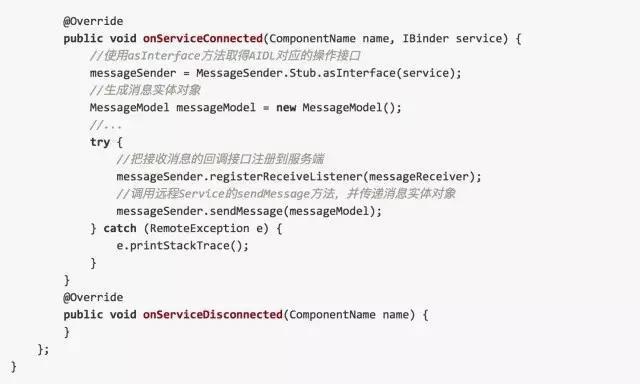 @Override
public void onServiceConnected(ComponentName name, IBinder service) {
//使用asInterface方法取得AIDL对应的操作接口
messageSender = MessageSender.Stub.asInterface(service);
//生成消息实体对象
MessageModel messageModel = new MessageModel();
//...
try {
//把接收消息的回调接口注册到服务端
messageSender.registerReceiveListener(messageReceiver);
//调用远程Service的sendMessage方法，并传递消息实体对象
messageSender.sendMessage(messageModel);
} catch (RemoteException e) {
e.printStackTrace();
}
}
@Override
public void onServiceDisconnected(ComponentName name) {
}
};
}